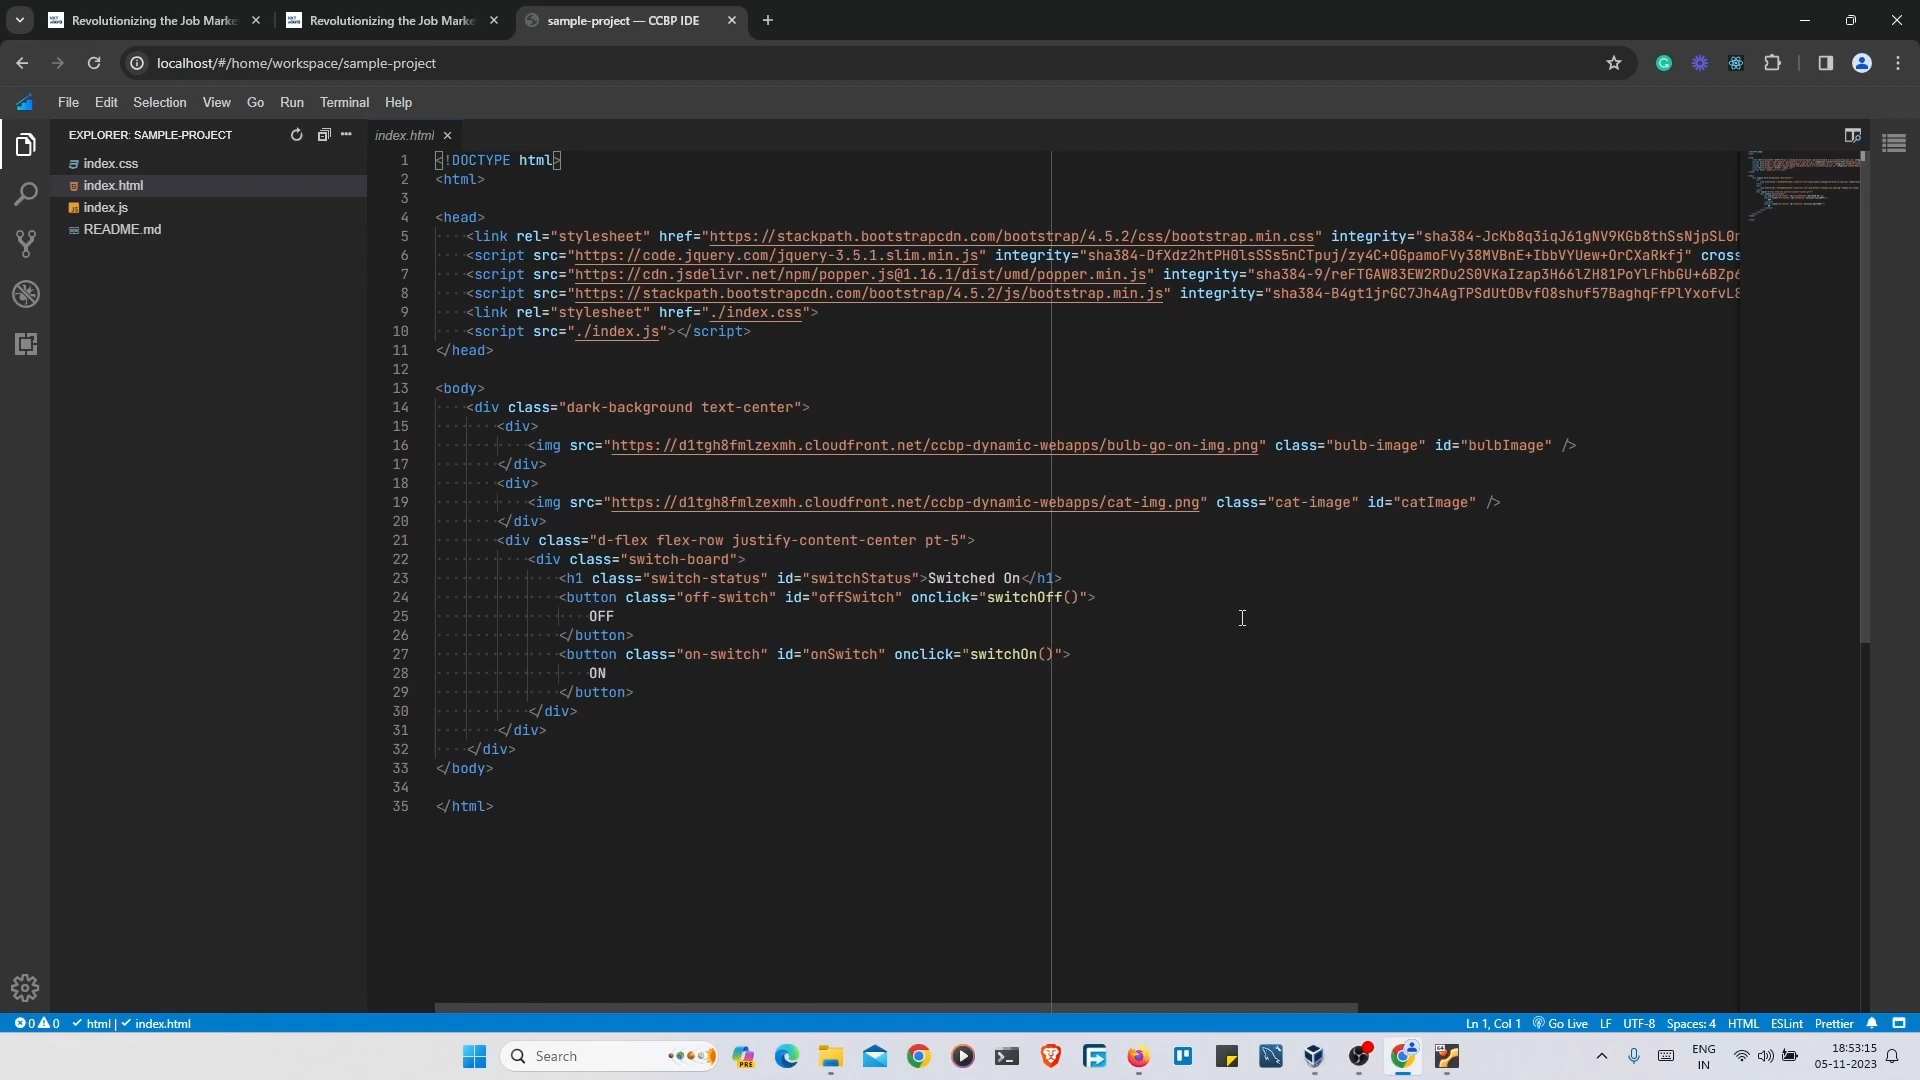 Revolutionizing the Job Marke
Revolutionizing the Job Marke
sample-project — CCBP IDE
localhost/#/home/workspace/sample-project
File Edit Selection View Go Run Terminal Help
EXPLORER: SAMPLE-PROJECT
index.css
index.html
index.js
README.md
index.html
1 <!DOCTYPE html>
2 <html>
3
4 <head>
5 <link rel="stylesheet" href="https://stackpath.bootstrapcdn.com/bootstrap/4.5.2/css/bootstrap.min.css" integrity="sha384-JcKb8q3iqJ61gNV9KGb8thSsNjpSL0n
6 <script src="https://code.jquery.com/jquery-3.5.1.slim.min.js" integrity="sha384-DfXdz2htPH0lsSSs5nCTpuj/zy4C+OGpamoFVy38MVBnE+IbbVYUew+OrCXaRkfj" cross
7 <script src="https://cdn.jsdelivr.net/npm/popper.js@1.16.1/dist/umd/popper.min.js" integrity="sha384-9/reFTGAW83EW2RDu2S0VKaIzap3H66lZH81PoYlFhbGU+6BZp6
8 <script src="https://stackpath.bootstrapcdn.com/bootstrap/4.5.2/js/bootstrap.min.js" integrity="sha384-B4gt1jrGC7Jh4AgTPSdUtOBvfO8shuf57BaghqFfPlYxofvL8
9 <link rel="stylesheet" href="./index.css">
10 <script src="./index.js"></script>
11 </head>
12
13 <body>
14 <div class="dark-background text-center">
15 <div>
16 <img src="https://d1tgh8fmlzexmh.cloudfront.net/ccbp-dynamic-webapps/bulb-go-on-img.png" class="bulb-image" id="bulbImage" />
17 </div>
18 <div>
19 <img src="https://d1tgh8fmlzexmh.cloudfront.net/ccbp-dynamic-webapps/cat-img.png" class="cat-image" id="catImage" />
20 </div>
21 <div class="d-flex flex-row justify-content-center pt-5">
22 <div class="switch-board">
23 <h1 class="switch-status" id="switchStatus">Switched On</h1>
24 <button class="off-switch" id="offSwitch" onclick="switchOff()">
25 OFF
26 </button>
27 <button class="on-switch" id="onSwitch" onclick="switchOn()">
28 ON
29 </button>
30 </div>
31 </div>
32 </div>
33 </body>
34
35 </html>
0 0 html | index.html
Ln 1, Col 1 Go Live LF UTF-8 Spaces: 4 HTML ESLint Prettier
Search
PRE
ENG
IN
18:53:15
05-11-2023